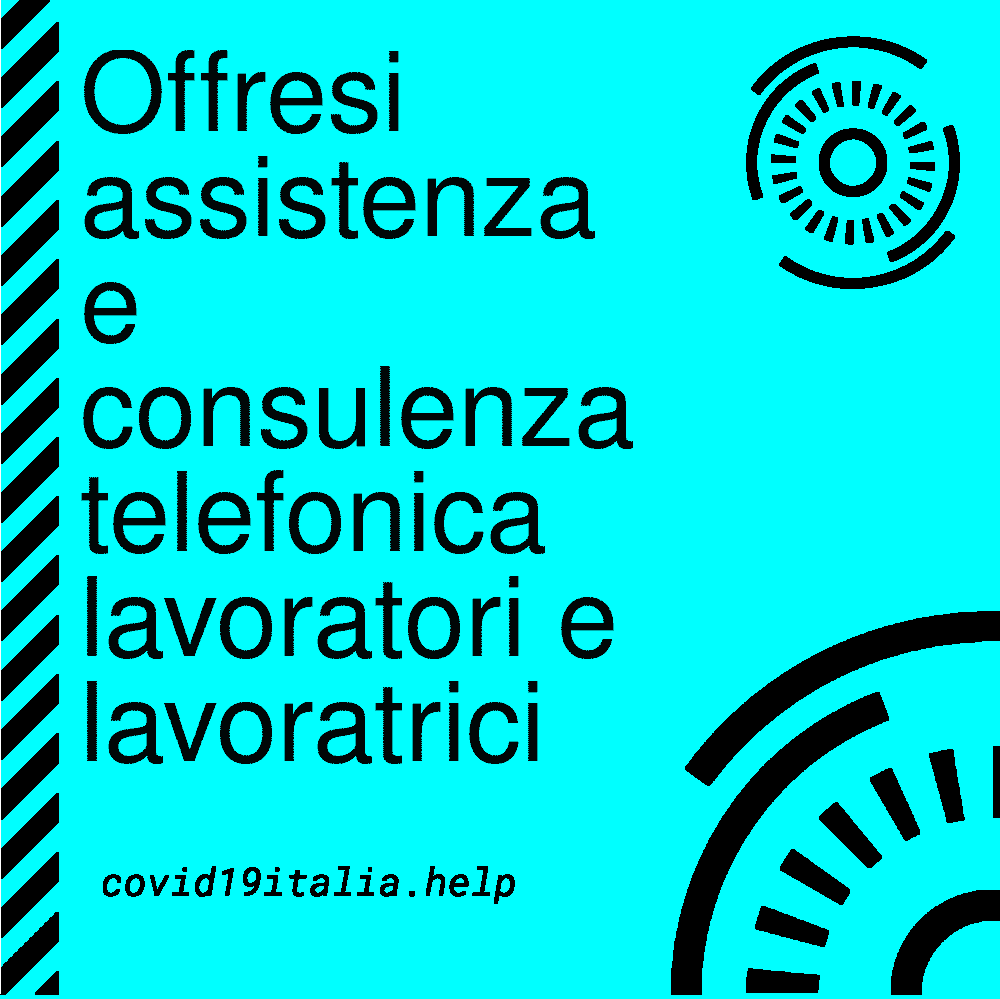 Offresi
assistenza
e
consulenza
telefonica
lavoratori e
lavoratrici
covid19italia.help